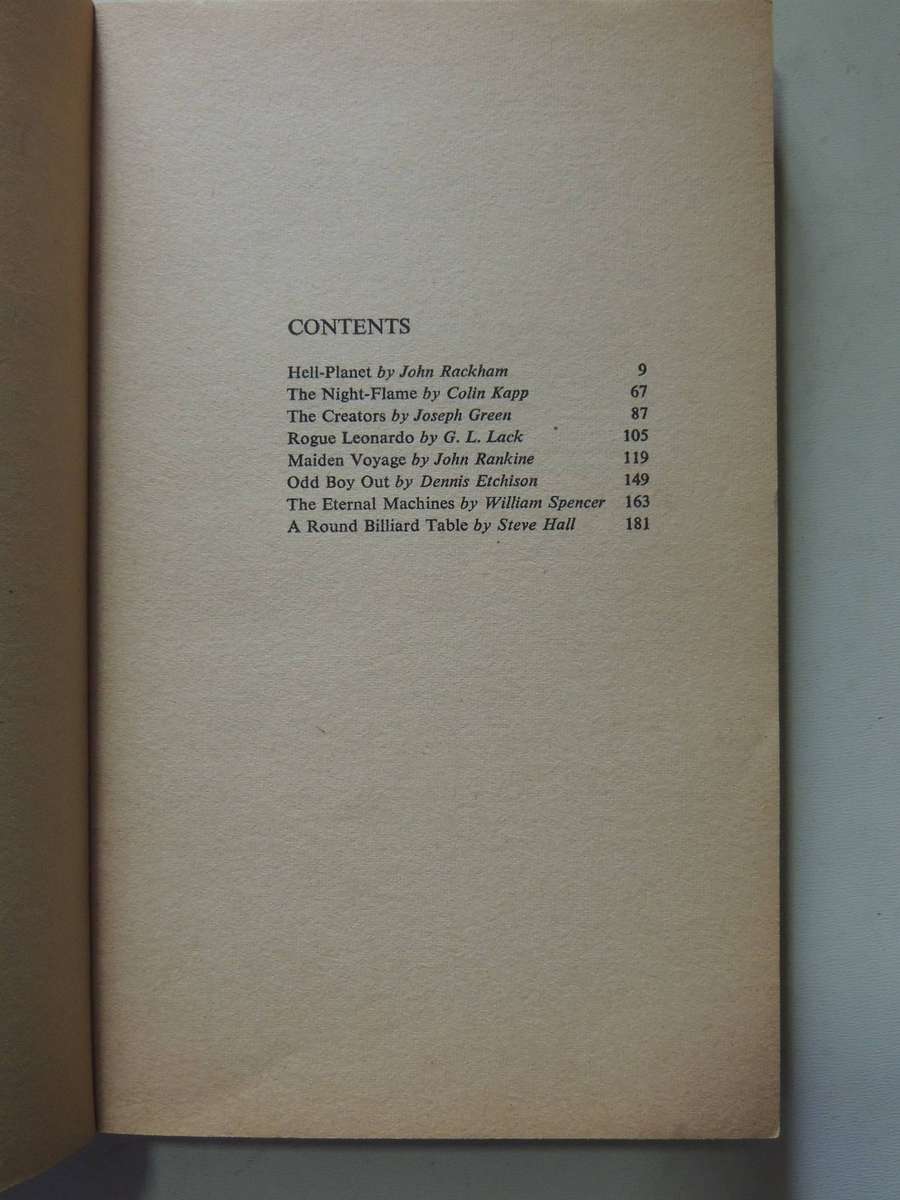 CONTENTS
Hell-Planet by John Rackham 9
The Night-Flame by Colin Kapp 67
The Creators by Joseph Green 87
Rogue Leonardo by G. L. Lack 105
Maiden Voyage by John Rankine 119
Odd Boy Out by Dennis Etchison 149
The Eternal Machines by William Spencer 163
A Round Billiard Table by Steve Hall 181